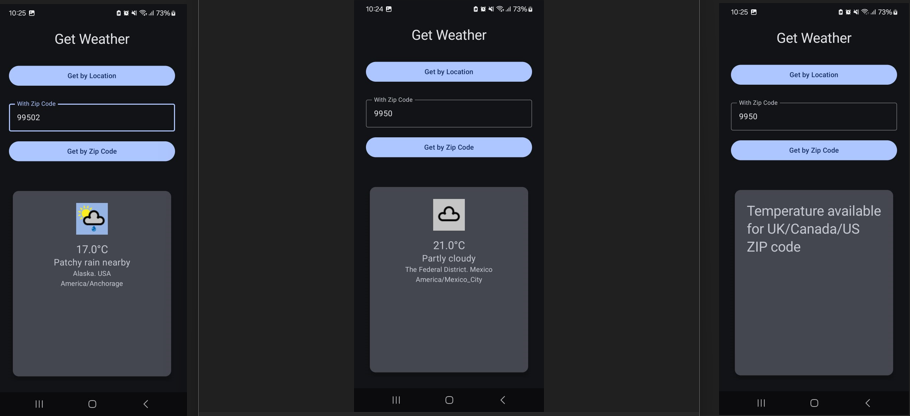 10:25
73%
Get Weather
Get by Location
With Zip Code
99502
Get by Zip Code
17.0°C
Patchy rain nearby
Alaska. USA
America/Anchorage
10:24
73%
Get Weather
Get by Location
With Zip Code
9950
Get by Zip Code
21.0°C
Partly cloudy
The Federal District. Mexico
America/Mexico_City
10:25
73%
Get Weather
Get by Location
With Zip Code
9950
Get by Zip Code
Temperature available
for UK/Canada/US
ZIP code